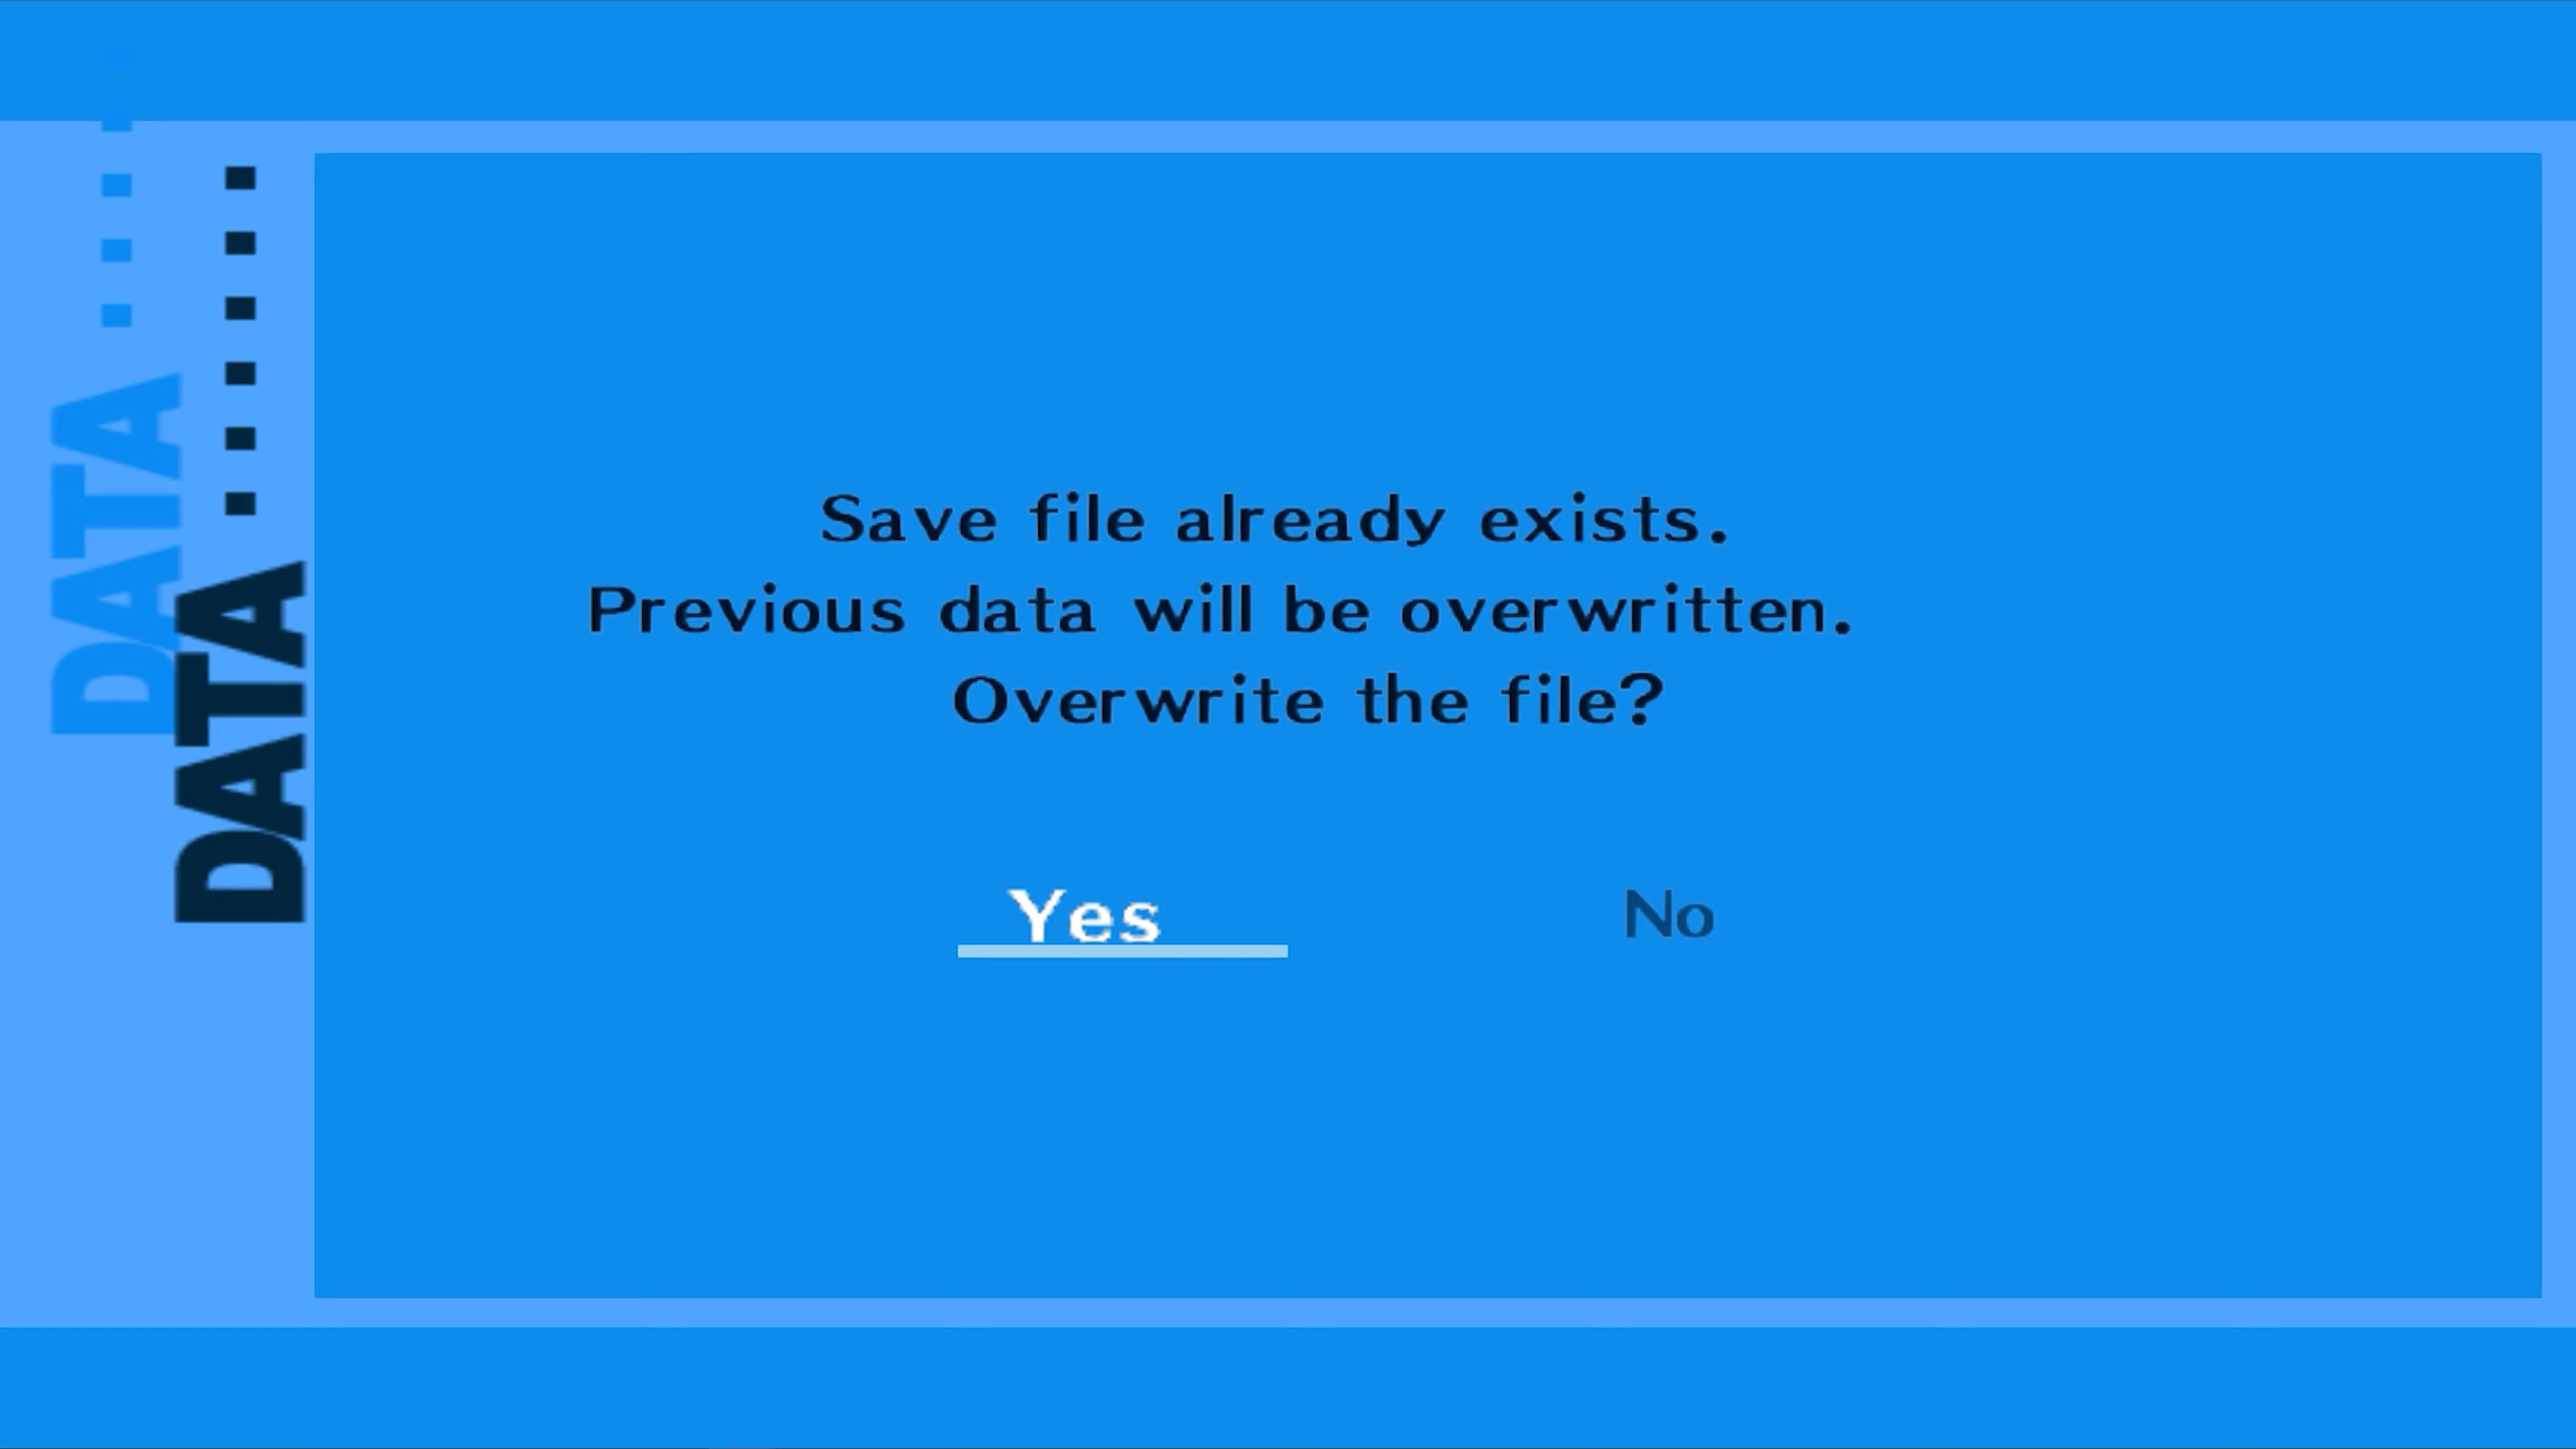 DATA
DATA
Save file already exists.
Previous data will be overwritten.
Overwrite the file?
Yes
No